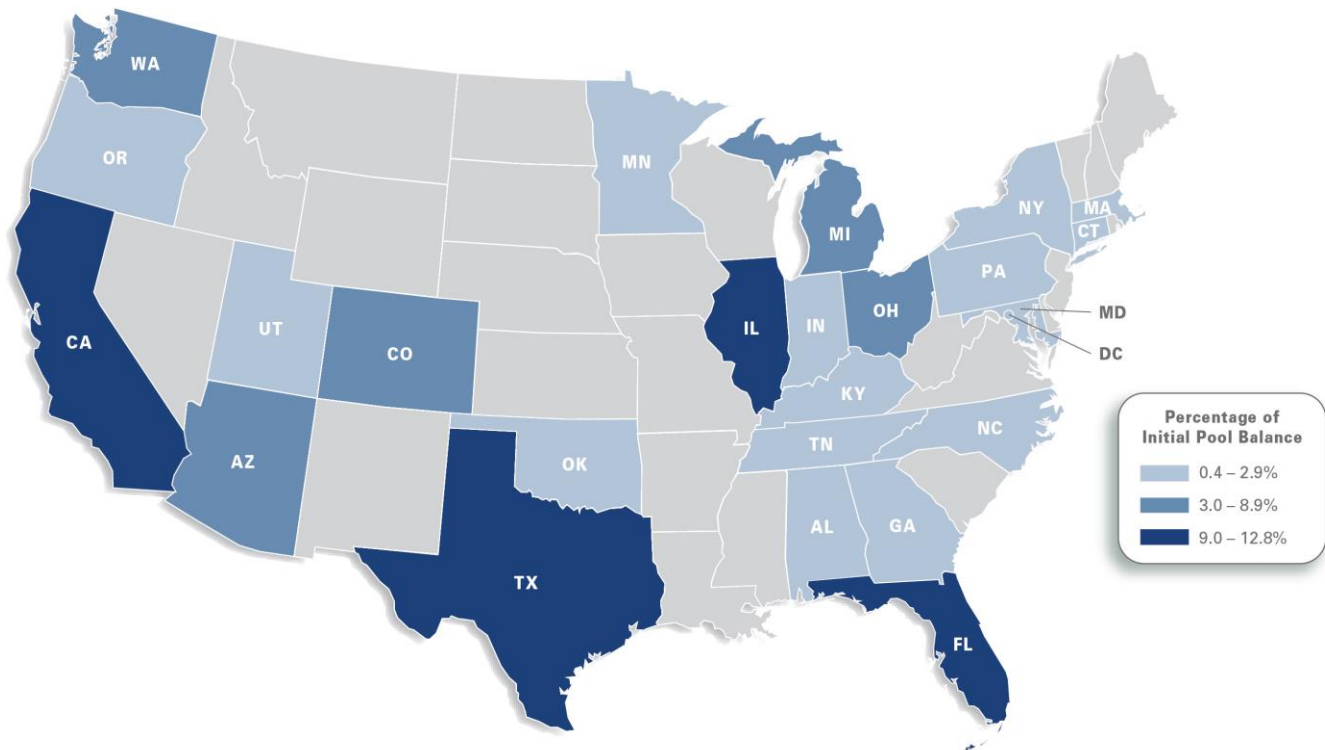 WA
OR
MN
NY
MA
CT
MI
PA
CA
UT
CO
IL
IN
OH
MD
DC
KY
AZ
OK
TN
NC
AL
GA
TX
FL
Percentage of
Initial Pool Balance
0.4 – 2.9%
3.0 – 8.9%
9.0 – 12.8%